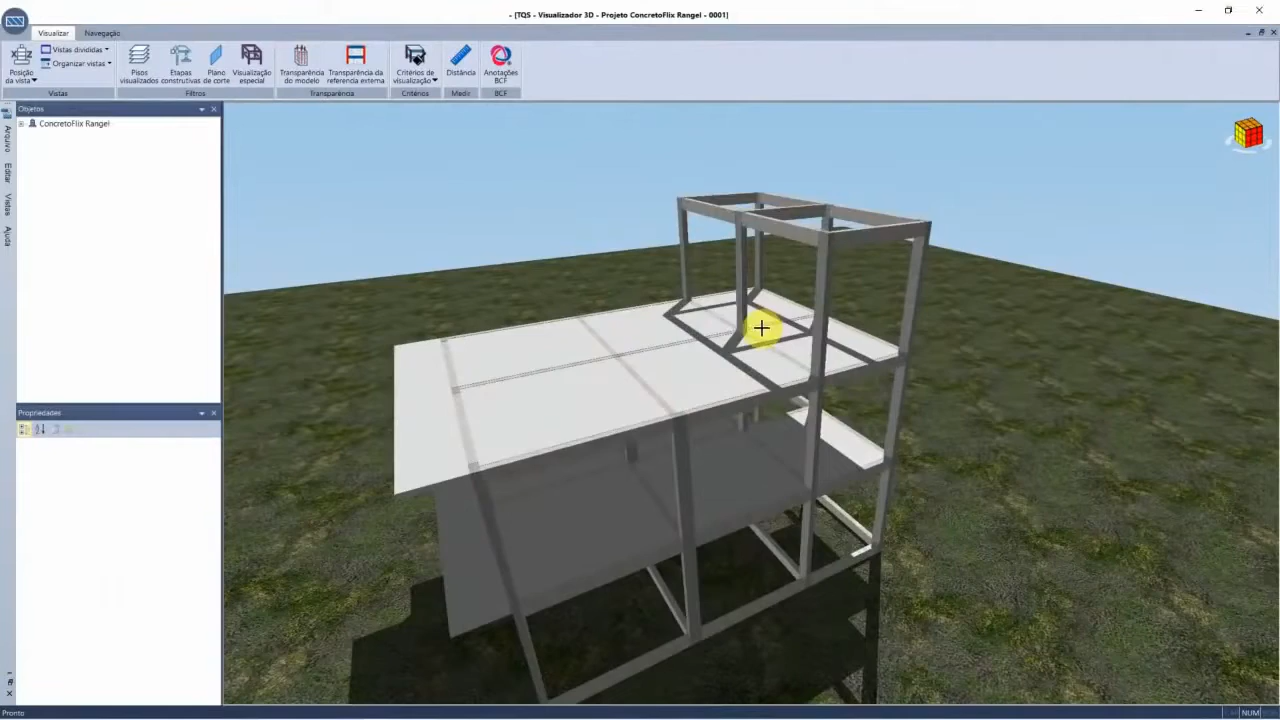 - [TQS - Visualizador 3D - Projeto ConcretoFlix Rangel - 0001]
Visualizar Navegação
Posição da vista
Vistas divididas
Organizar vistas
Pisos visualizados
Etapas construtivas
Plano de corte
Visualização especial
Transparência do modelo
Transparência da referencia externa
Critérios de visualização
Distância
Anotações BCF
Vistas Filtros Transparência Critérios Medir BCF
Objetos
ConcretoFlix Rangel
Arquivo
Editar
Vistas
Ajuda
Propriedades
Pronto
NUM